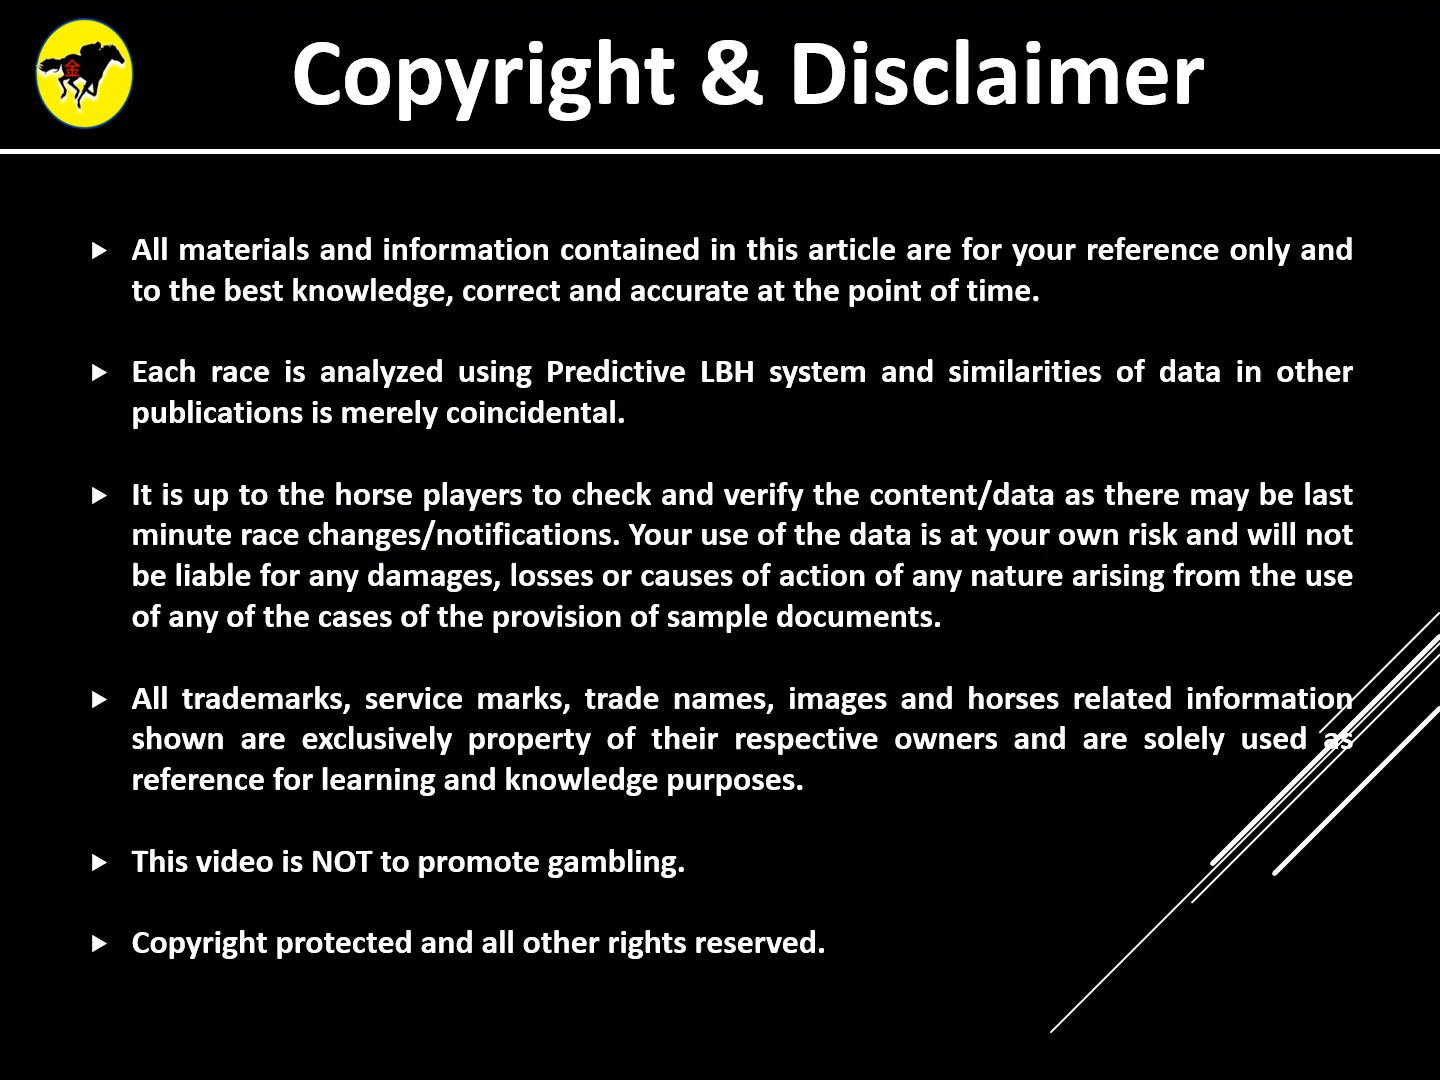 金
Copyright & Disclaimer
All materials and information contained in this article are for your reference only and
to the best knowledge, correct and accurate at the point of time.
Each race is analyzed using Predictive LBH system and similarities of data in other
publications is merely coincidental.
It is up to the horse players to check and verify the content/data as there may be last
minute race changes/notifications. Your use of the data is at your own risk and will not
be liable for any damages, losses or causes of action of any nature arising from the use
of any of the cases of the provision of sample documents.
All trademarks, service marks, trade names, images and horses related information
shown are exclusively property of their respective owners and are solely used as
reference for learning and knowledge purposes.
This video is NOT to promote gambling.
Copyright protected and all other rights reserved.